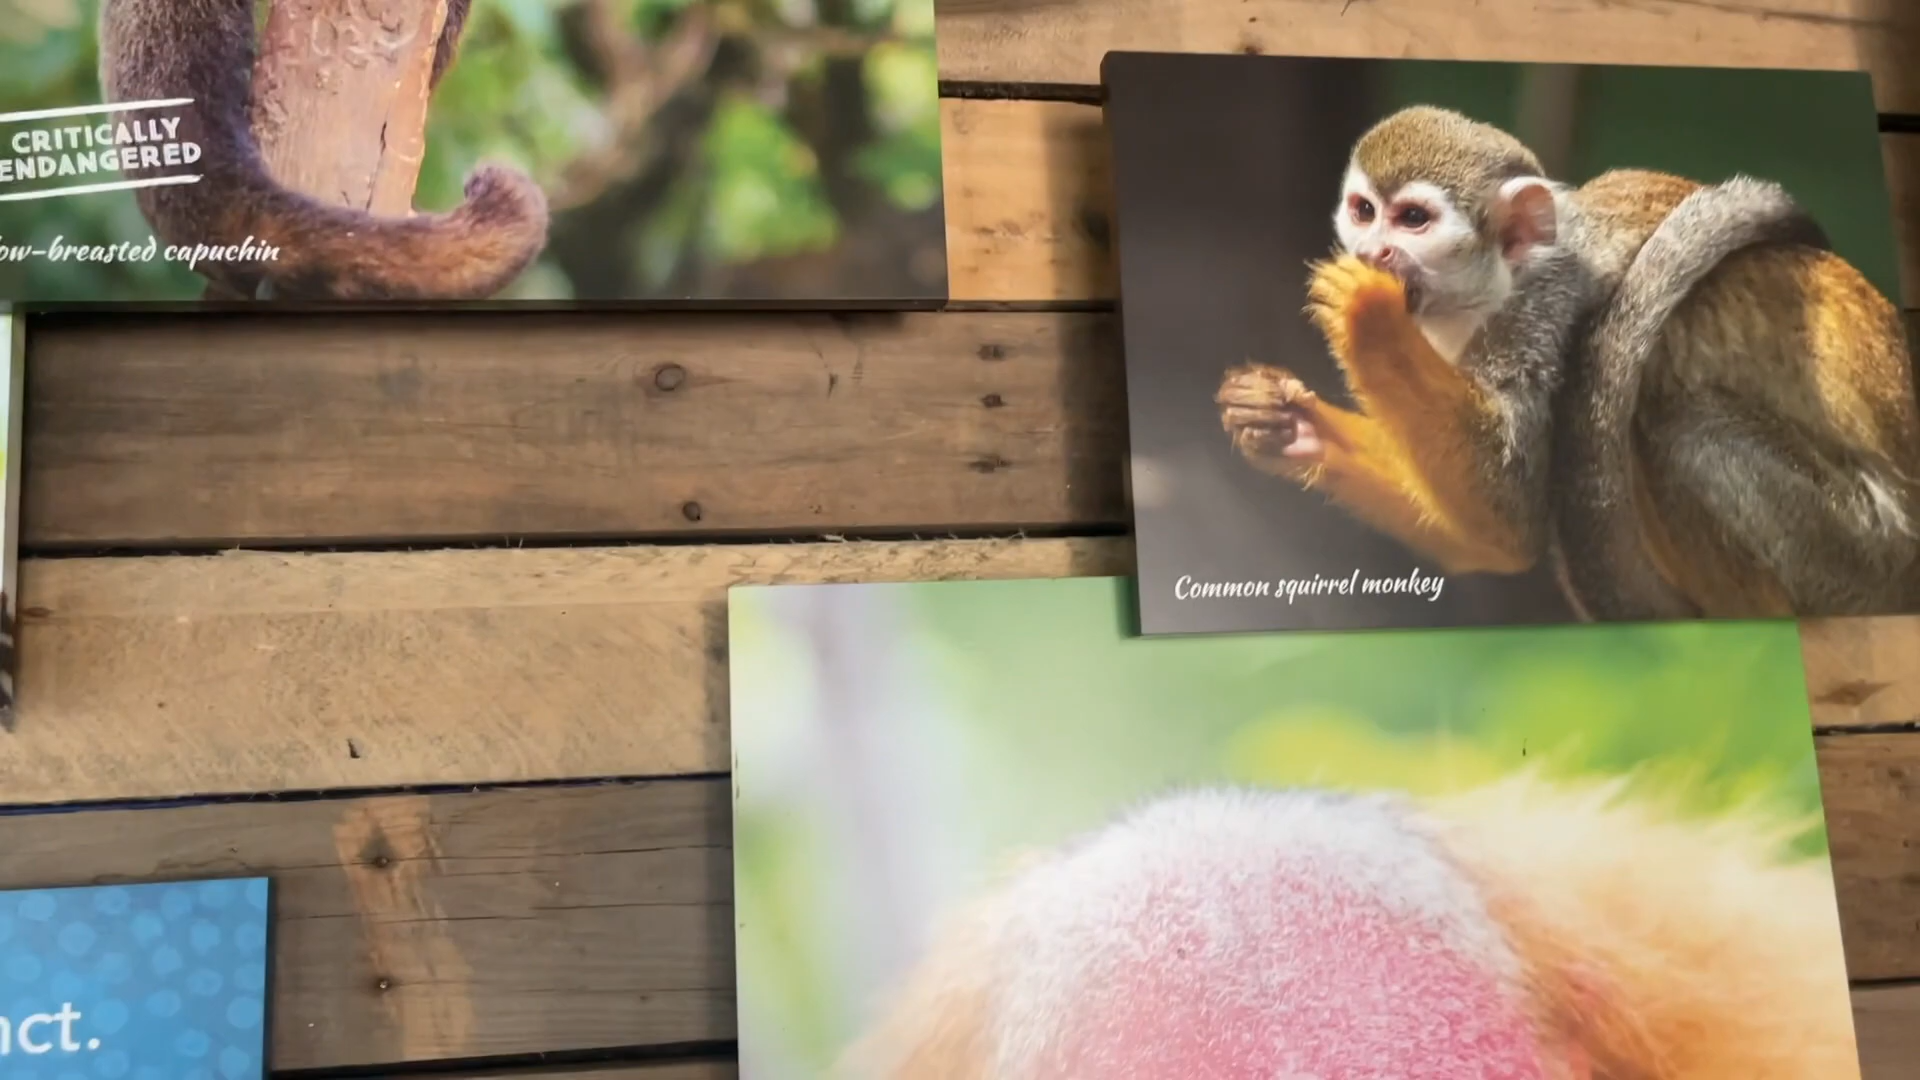 CRITICALLY
ENDANGERED
ow-breasted capuchin
Common squirrel monkey
nct.